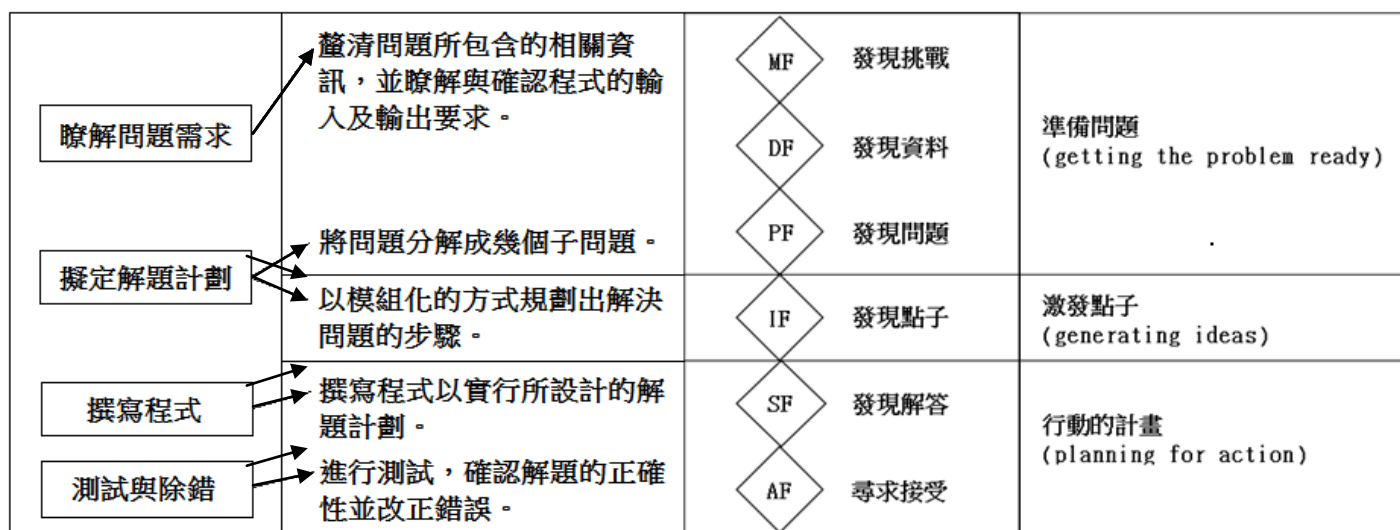 瞭解問題需求
釐清問題所包含的相關資
訊，並瞭解與確認程式的輸
入及輸出要求。
MF 發現挑戰
DF 發現資料
準備問題
(getting the problem ready)
擬定解題計劃
將問題分解成幾個子問題。
PF 發現問題
以模組化的方式規劃出解決
問題的步驟。
IF 發現點子
激發點子
(generating ideas)
撰寫程式
撰寫程式以實行所設計的解
題計劃。
SF 發現解答
行動的計畫
(planning for action)
測試與除錯
進行測試，確認解題的正確
性並改正錯誤。
AF 尋求接受